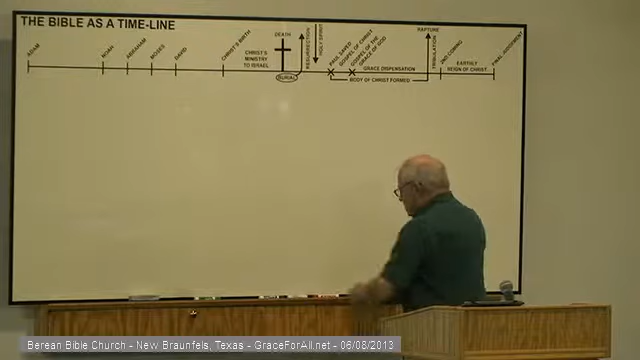 THE BIBLE AS A TIME-LINE
ADAM
NOAH
ABRAHAM
MOSES
DAVID
CHRIST'S BIRTH
CHRIST'S
MINISTRY
TO ISRAEL
DEATH
BURIAL
RESURRECTION
HOLY SPIRIT
PAUL SAVED
GOSPEL OF CHRIST
GOSPEL OF THE
GRACE OF GOD
GRACE DISPENSATION
BODY OF CHRIST FORMED
RAPTURE
TRIBULATION
2ND COMING
EARTHLY
REIGN OF CHRIST
FINAL JUDGEMENT
Berean Bible Church - New Braunfels, Texas - GraceForAll.net - 06/08/2013